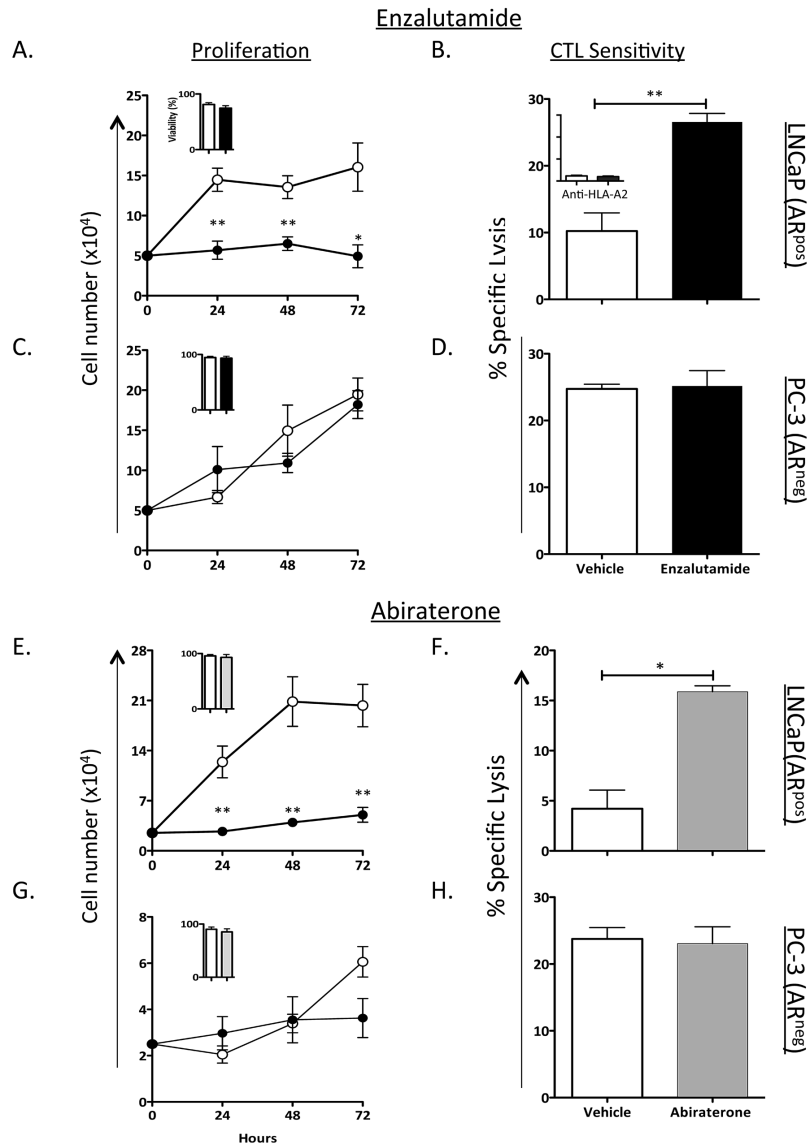 Enzalutamide
A.
Proliferation
B.
CTL Sensitivity
25
20
15
10
5
0
100
Viability (%)
0
**
**
*
0
24
48
72
Cell number (x10⁴)
30
20
10
0
**
Anti-HLA-A2
% Specific Lysis
LNCaP (ARᵖᵒˢ)
C.
25
20
15
10
5
0
100
0
0
24
48
72
D.
30
20
10
0
Vehicle
Enzalutamide
PC-3 (ARⁿᵉᵍ)
Abiraterone
E.
28
21
14
7
0
100
0
**
**
**
0
24
48
72
Cell number (x10⁴)
F.
20
15
10
5
0
*
% Specific Lysis
LNCaP(ARᵖᵒˢ)
G.
8
6
4
2
0
100
0
0
24
48
72
Hours
H.
30
20
10
0
Vehicle
Abiraterone
PC-3 (ARⁿᵉᵍ)